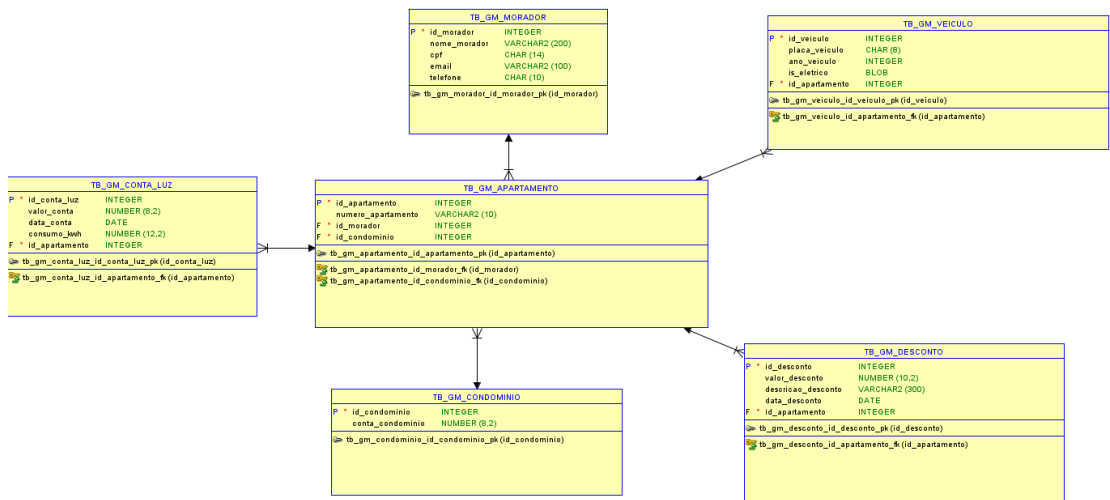 TB_GM_MORADOR
P * id_morador INTEGER
nome_morador VARCHAR2 (200)
cpf CHAR (14)
email VARCHAR2 (100)
telefone CHAR (10)
tb_gm_morador_id_morador_pk (id_morador)
TB_GM_VEICULO
P * id_veiculo INTEGER
placa_veiculo CHAR (8)
ano_veiculo INTEGER
is_eletrico BLOB
F * id_apartamento INTEGER
tb_gm_veiculo_id_veiculo_pk (id_veiculo)
tb_gm_veiculo_id_apartamento_fk (id_apartamento)
TB_GM_CONTA_LUZ
P * id_conta_luz INTEGER
valor_conta NUMBER (8,2)
data_conta DATE
consumo_kwh NUMBER (12,2)
F * id_apartamento INTEGER
tb_gm_conta_luz_id_conta_luz_pk (id_conta_luz)
tb_gm_conta_luz_id_apartamento_fk (id_apartamento)
TB_GM_APARTAMENTO
P * id_apartamento INTEGER
numero_apartamento VARCHAR2 (10)
F * id_morador INTEGER
F * id_condominio INTEGER
tb_gm_apartamento_id_apartamento_pk (id_apartamento)
tb_gm_apartamento_id_morador_fk (id_morador)
tb_gm_apartamento_id_condominio_fk (id_condominio)
TB_GM_CONDOMINIO
P * id_condominio INTEGER
conta_condominio NUMBER (8,2)
tb_gm_condominio_id_condominio_pk (id_condominio)
TB_GM_DESCONTO
P * id_desconto INTEGER
valor_desconto NUMBER (10,2)
descricao_desconto VARCHAR2 (300)
data_desconto DATE
F * id_apartamento INTEGER
tb_gm_desconto_id_desconto_pk (id_desconto)
tb_gm_desconto_id_apartamento_fk (id_apartamento)